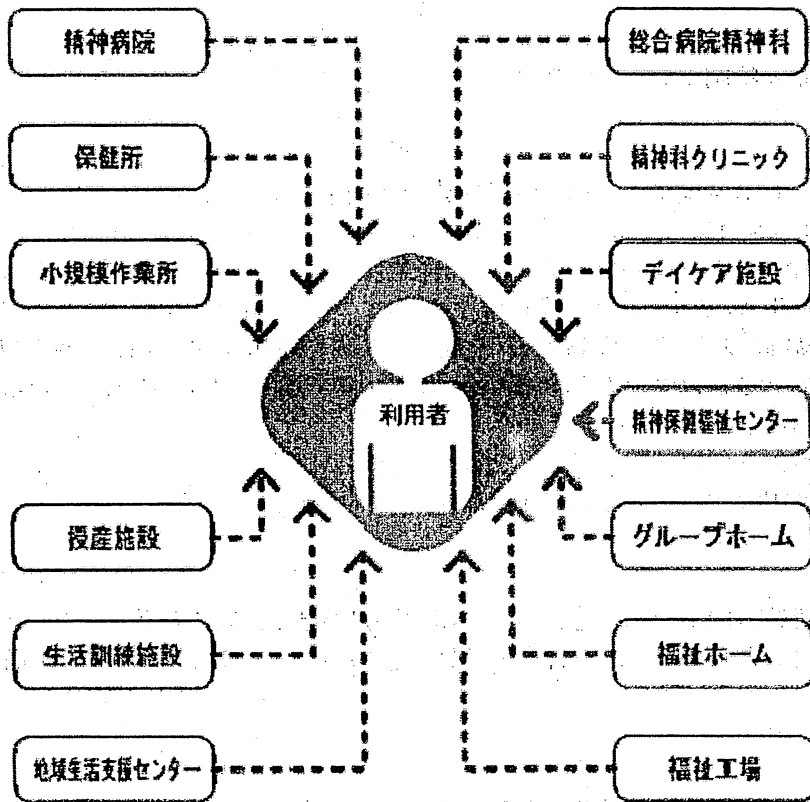 精神病院
総合病院精神科
保健所
精神科クリニック
小規模作業所
デイケア施設
利用者
精神保健福祉センター
授産施設
グループホーム
生活訓練施設
福祉ホーム
地域生活支援センター
福祉工場